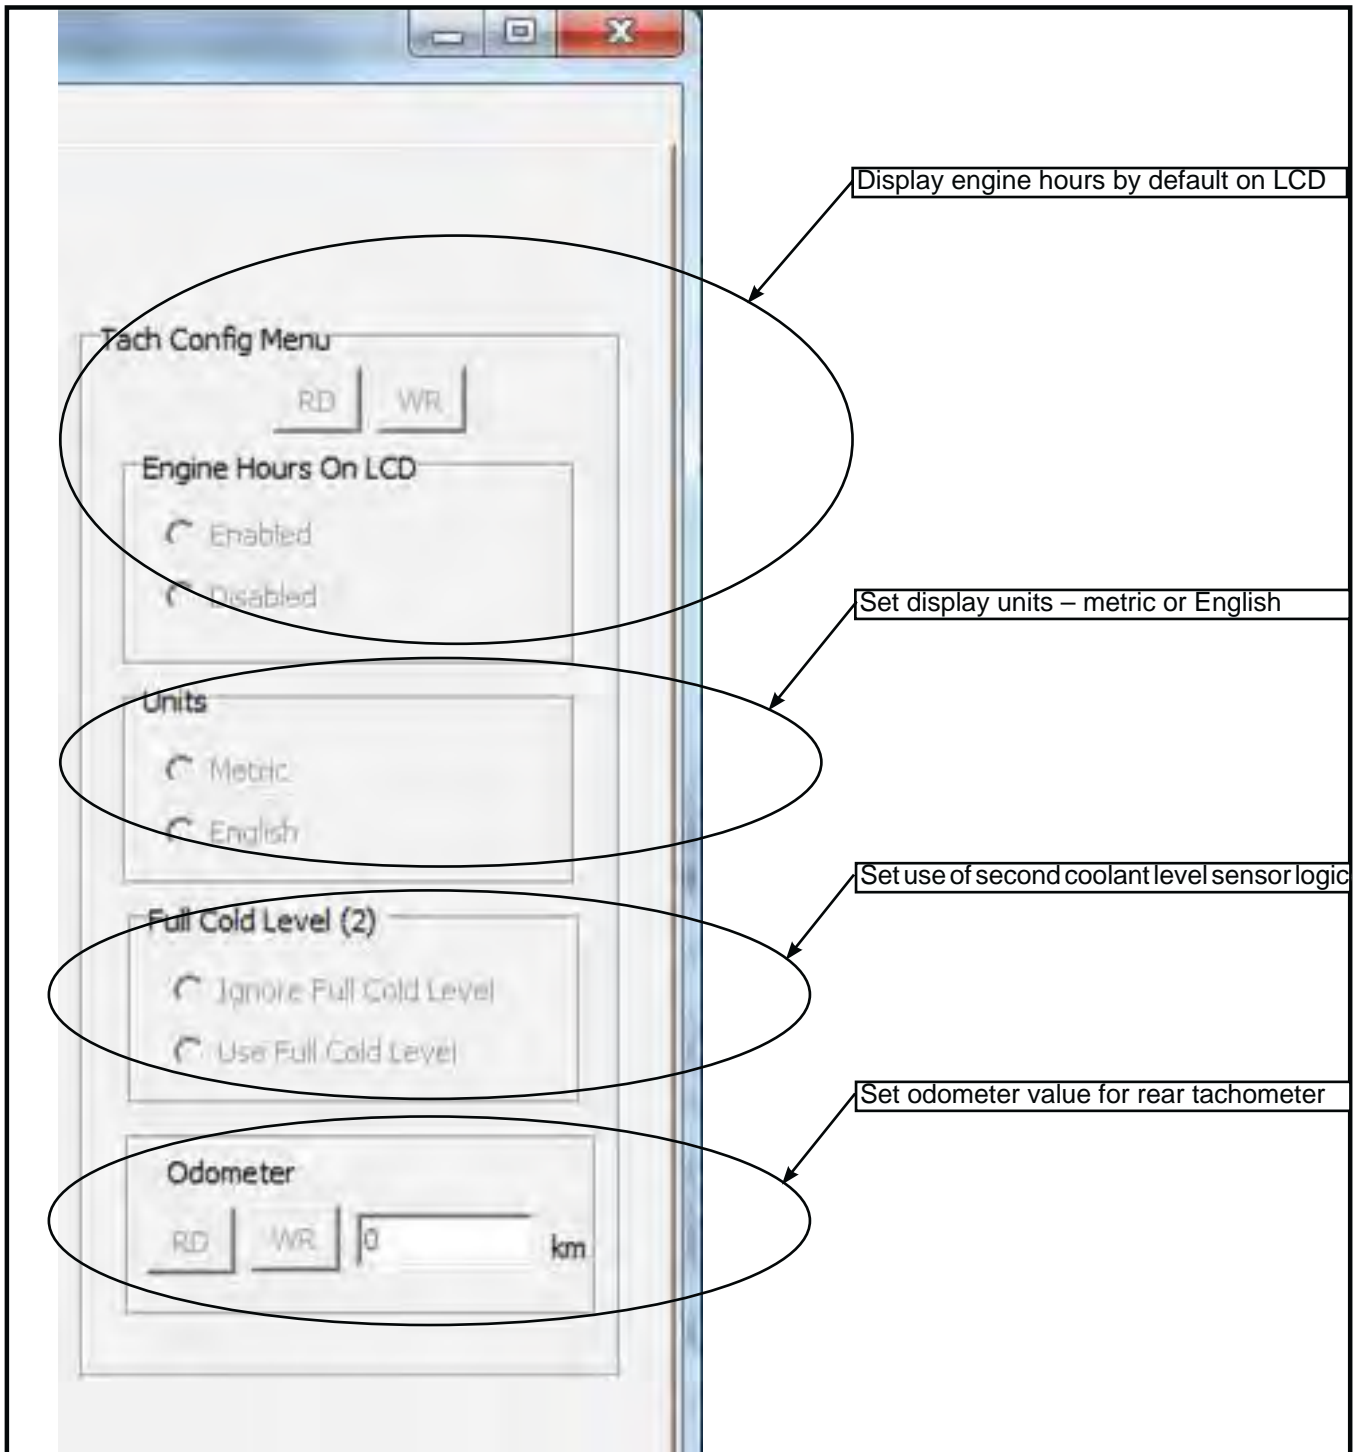 Display engine hours by default on LCD
Tach Config Menu
RD WR
Engine Hours On LCD
Enabled
Disabled
Set display units – metric or English
Units
Metric
English
Set use of second coolant level sensor logic
Full Cold Level (2)
Ignore Full Cold Level
Use Full Cold Level
Set odometer value for rear tachometer
Odometer
RD WR 0 km